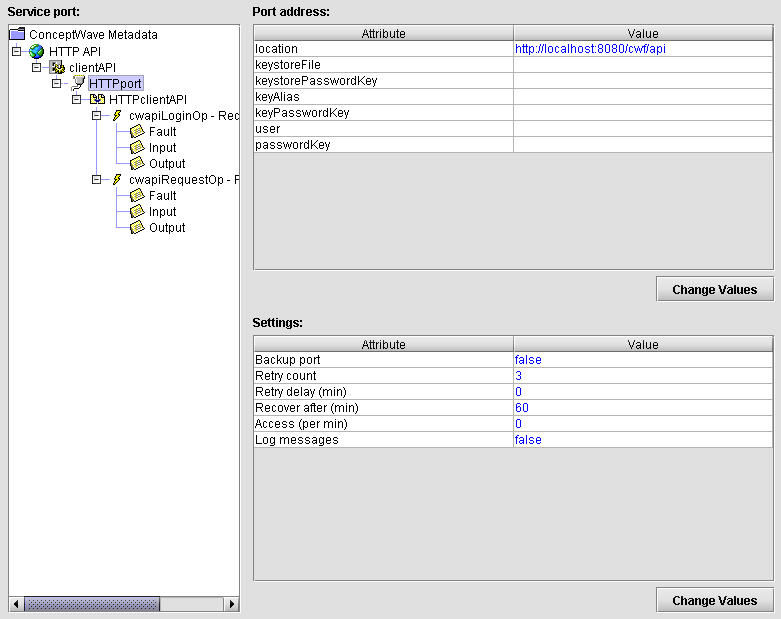 Service port:
ConceptWave Metadata
HTTP API
clientAPI
HTTPport
HTTPclientAPI
cwapiLoginOp - Rec
Fault
Input
Output
cwapiRequestOp - F
Fault
Input
Output
Port address:
Attribute Value
location http://localhost:8080/cwf/api
keystoreFile
keystorePasswordKey
keyAlias
keyPasswordKey
user
passwordKey
Change Values
Settings:
Attribute Value
Backup port false
Retry count 3
Retry delay (min) 0
Recover after (min) 60
Access (per min) 0
Log messages false
Change Values